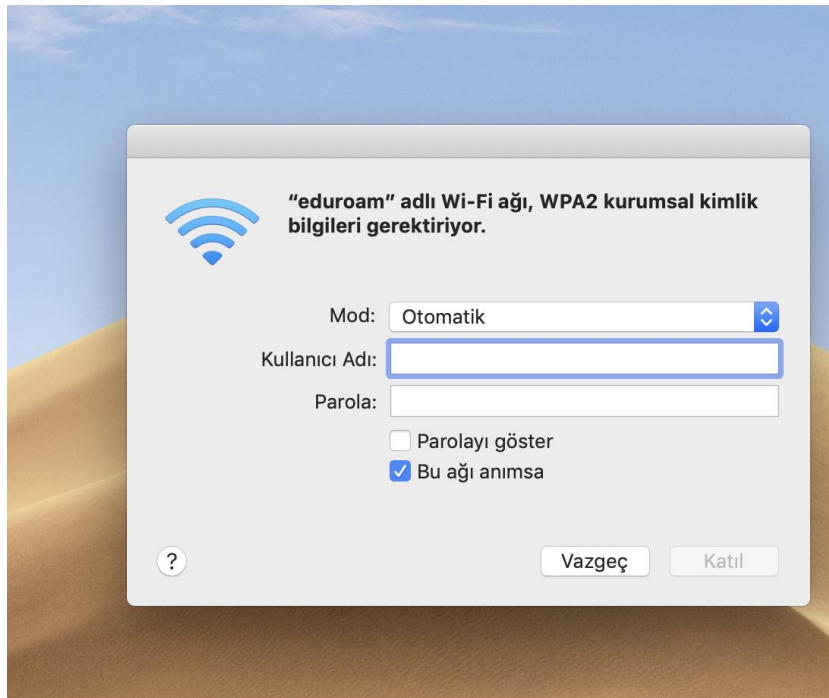 “eduroam” adlı Wi-Fi ağı, WPA2 kurumsal kimlik
bilgileri gerektiriyor.
Mod: Otomatik
Kullanıcı Adı:
Parola:
Parolayı göster
Bu ağı anımsa
? Vazgeç Katıl